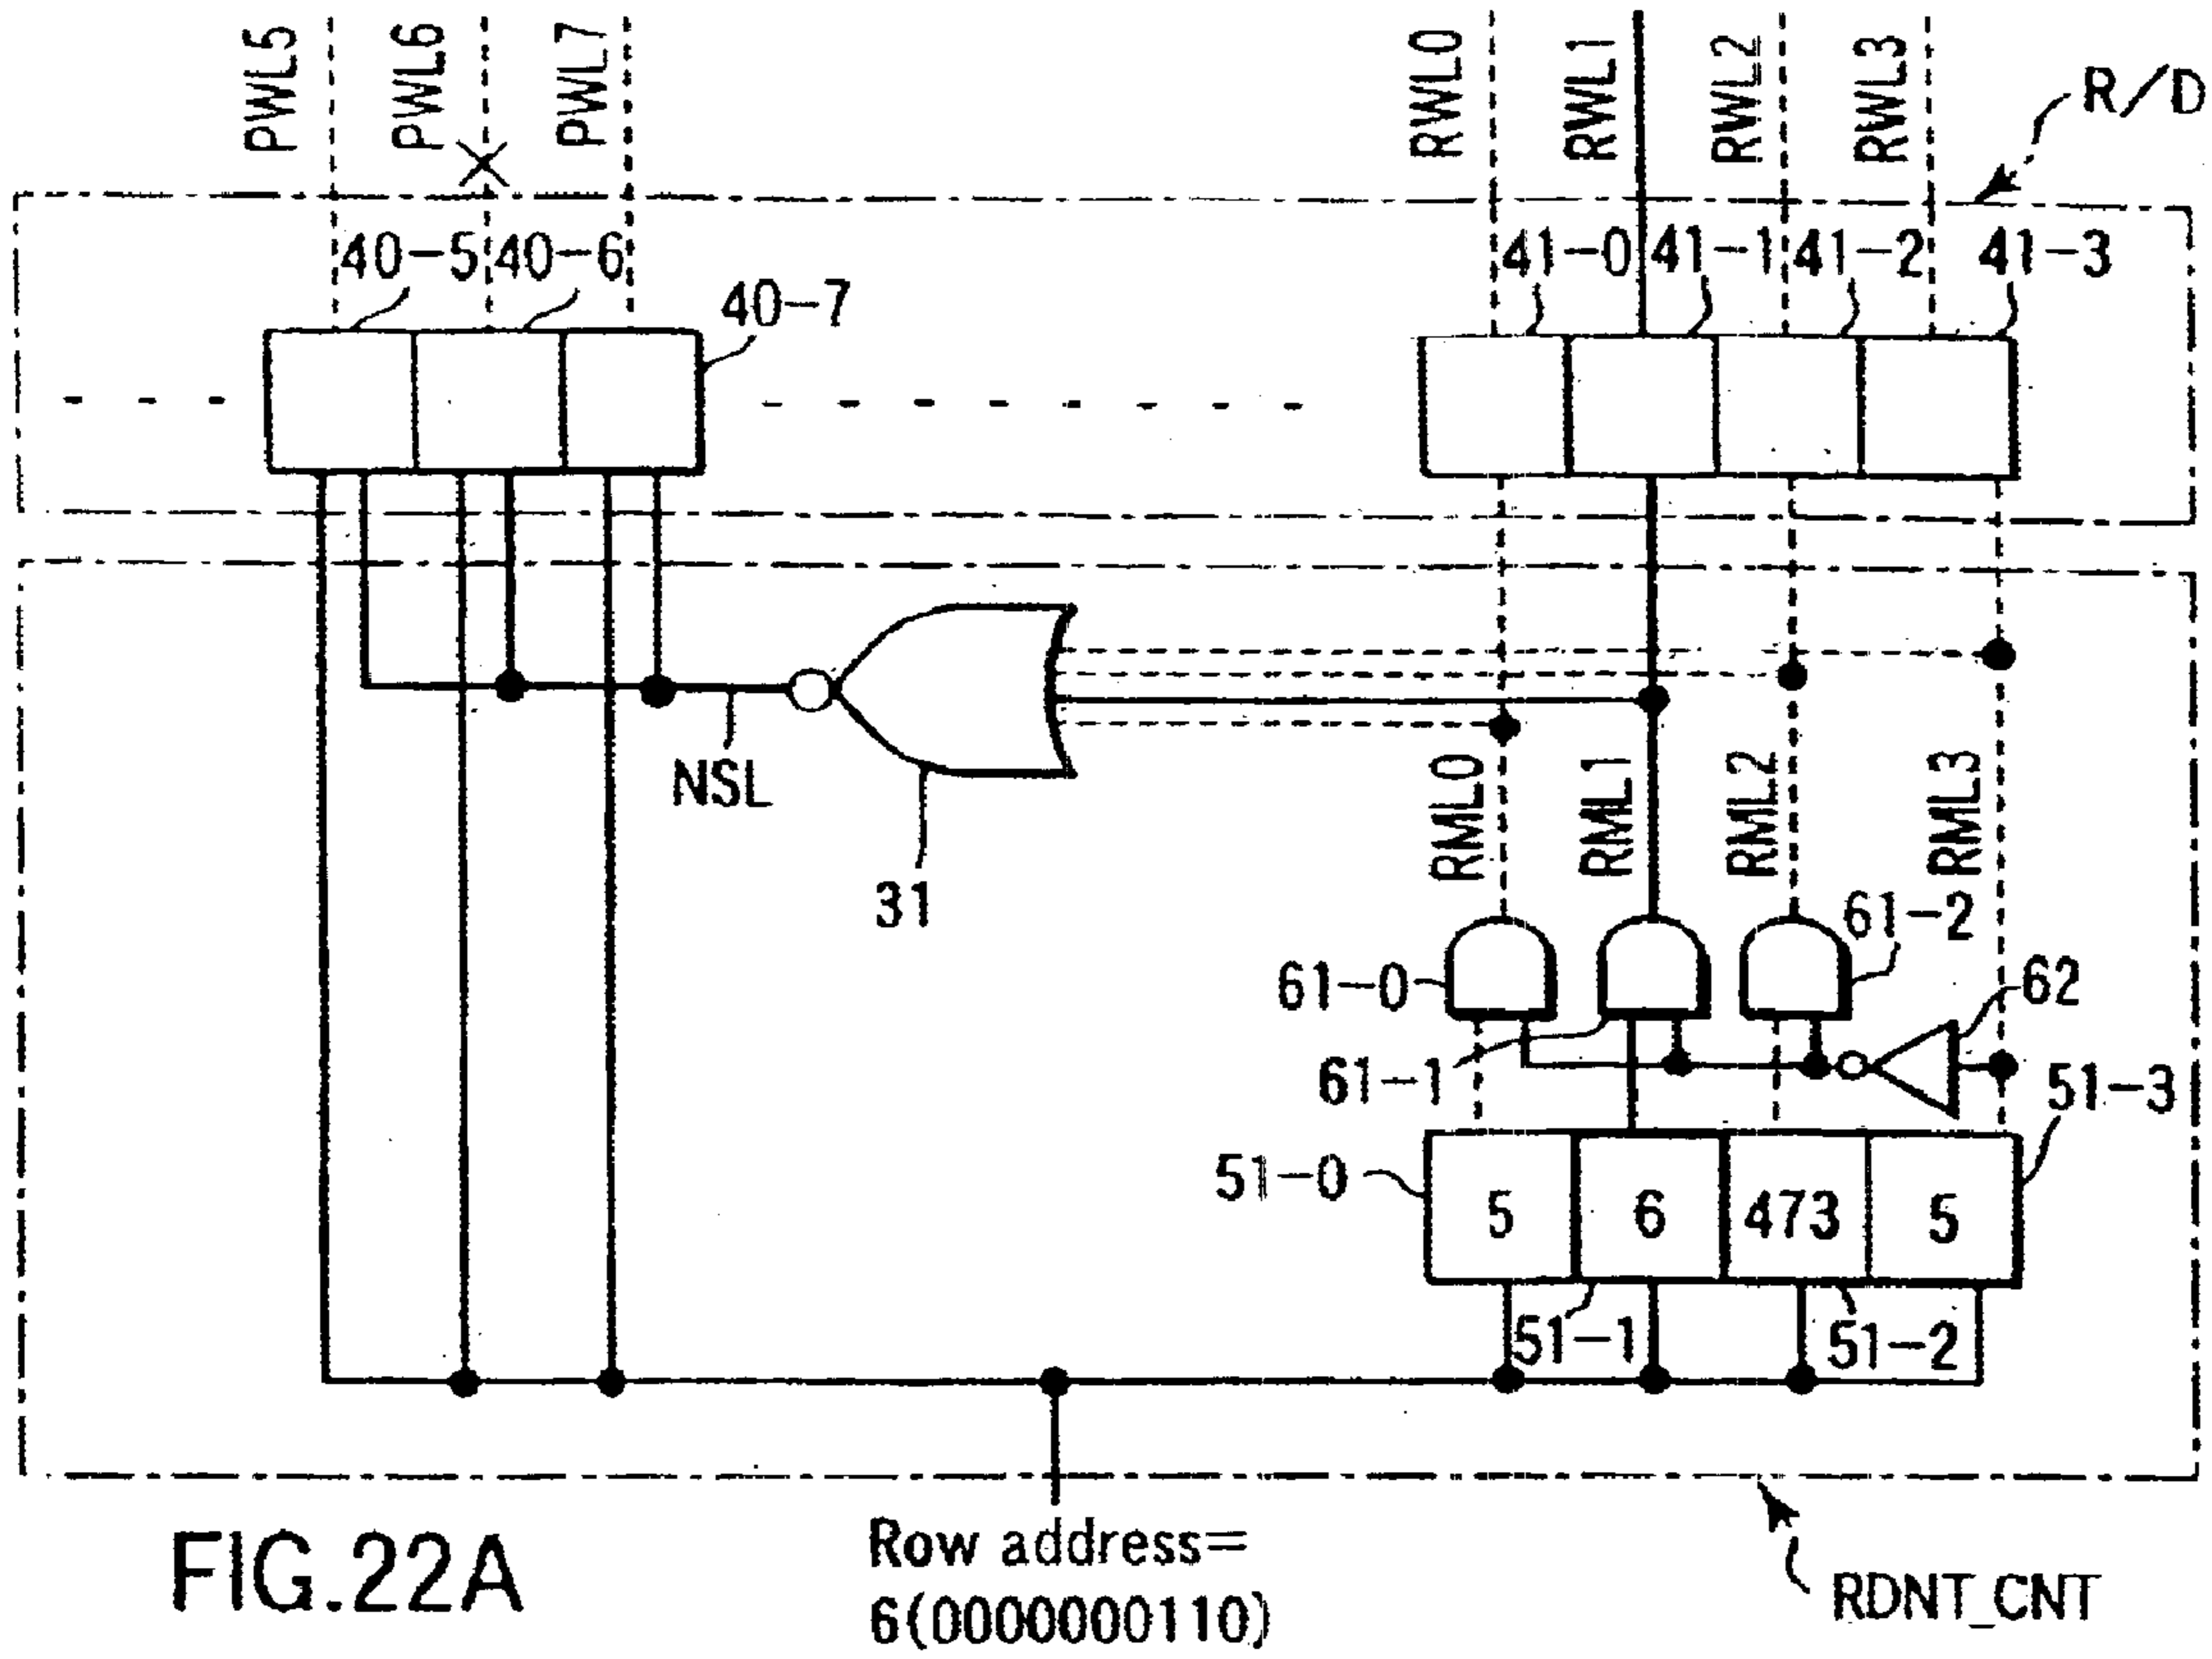 PWL5
PWL6
PWL7
RWL0
RWL1
RWL2
RWL3
R/D
40-5
40-6
40-7
41-0
41-1
41-2
41-3
NSL
31
RML0
RML1
RML2
RML3
61-0
61-1
61-2
62
51-3
51-0
5
6
473
5
51-1
51-2
Row address=
6(0000000110)
RDNT_CNT
FIG.22A